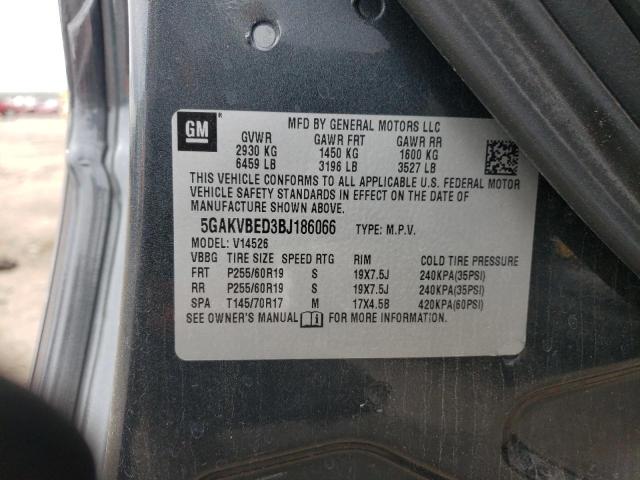 GM
®
MFD BY GENERAL MOTORS LLC
GVWR GAWR FRT GAWR RR
2930 KG 1450 KG 1600 KG
6459 LB 3196 LB 3527 LB
THIS VEHICLE CONFORMS TO ALL APPLICABLE U.S. FEDERAL MOTOR
VEHICLE SAFETY STANDARDS IN EFFECT ON THE DATE OF
MANUFACTURE SHOWN ABOVE.
5GAKVBED3BJ186066 TYPE: M.P.V.
MODEL: V14526
VBBG TIRE SIZE SPEED RTG RIM COLD TIRE PRESSURE
FRT P255/60R19 S 19X7.5J 240KPA(35PSI)
RR P255/60R19 S 19X7.5J 240KPA(35PSI)
SPA T145/70R17 M 17X4.5B 420KPA(60PSI)
SEE OWNER'S MANUAL FOR MORE INFORMATION.